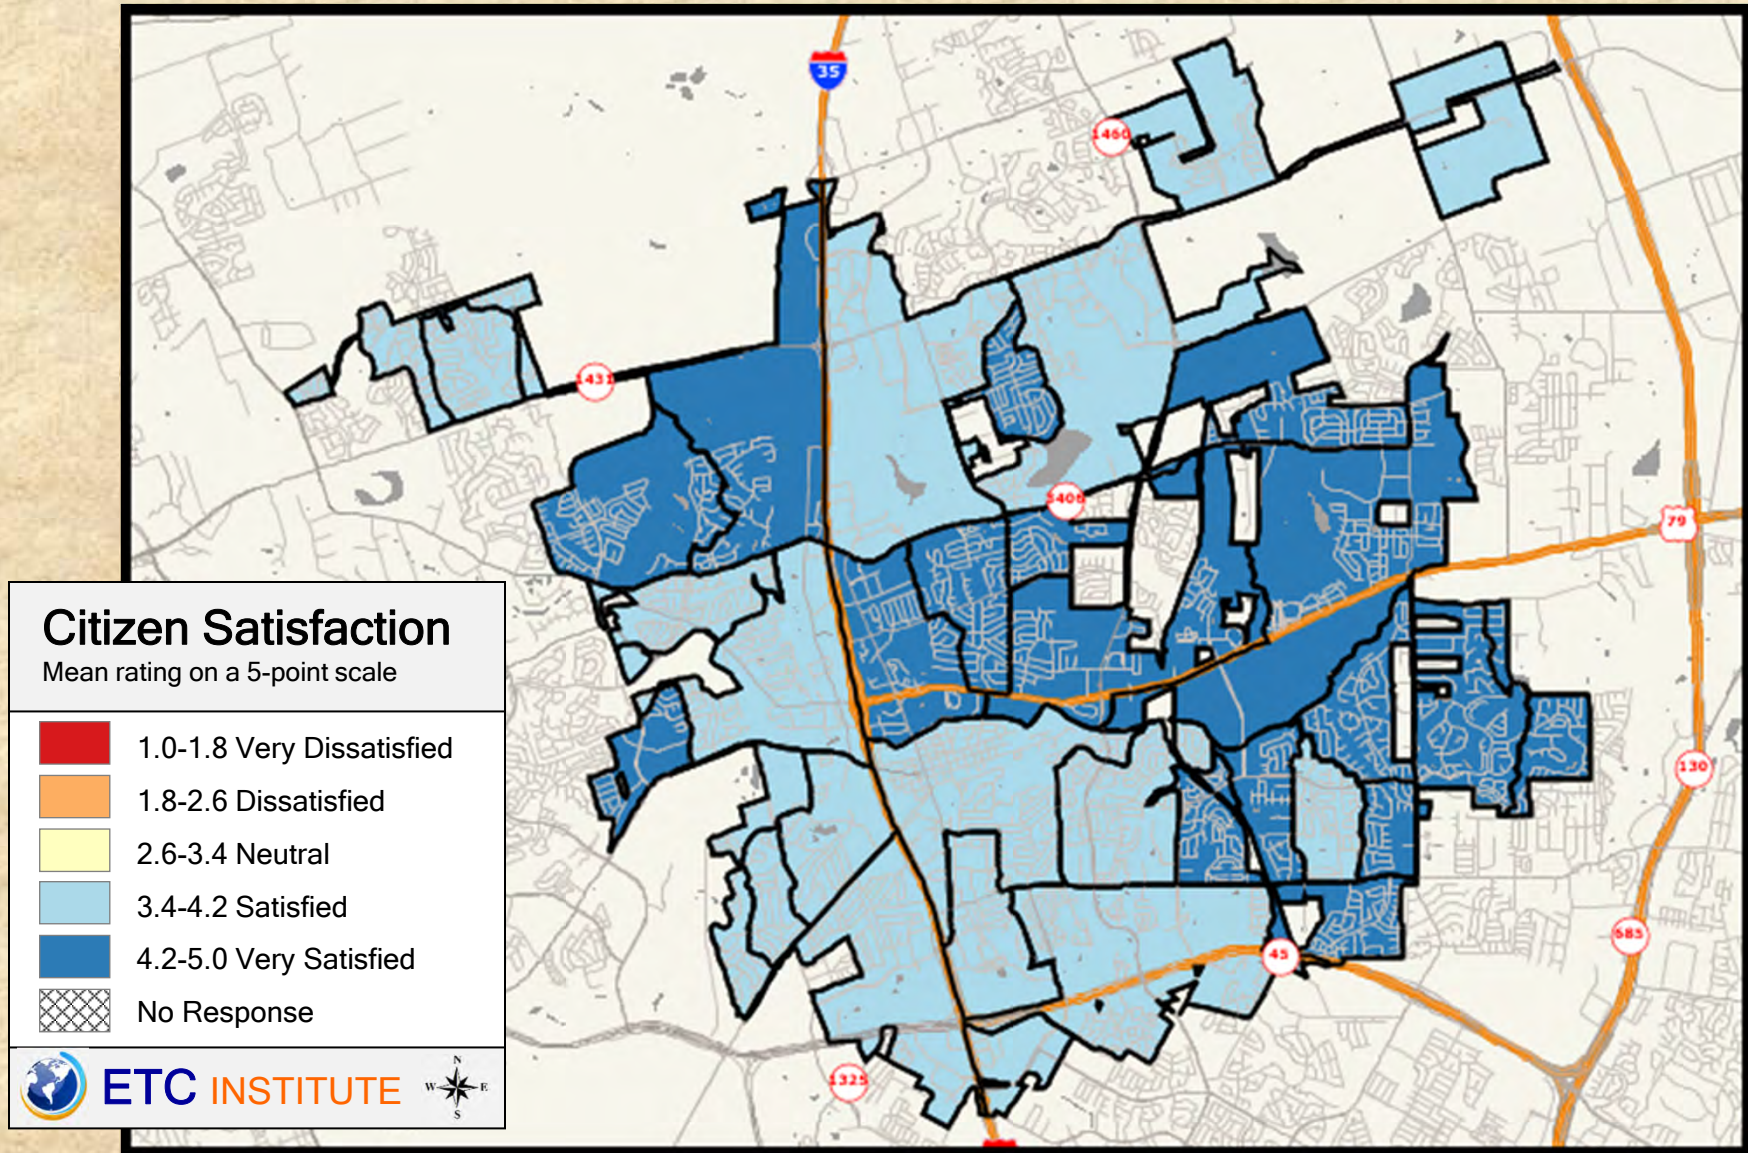 35
1460
1431
3406
79
130
685
45
1325
Citizen Satisfaction
Mean rating on a 5-point scale
1.0-1.8 Very Dissatisfied
1.8-2.6 Dissatisfied
2.6-3.4 Neutral
3.4-4.2 Satisfied
4.2-5.0 Very Satisfied
No Response
ETC INSTITUTE
N
W E
S